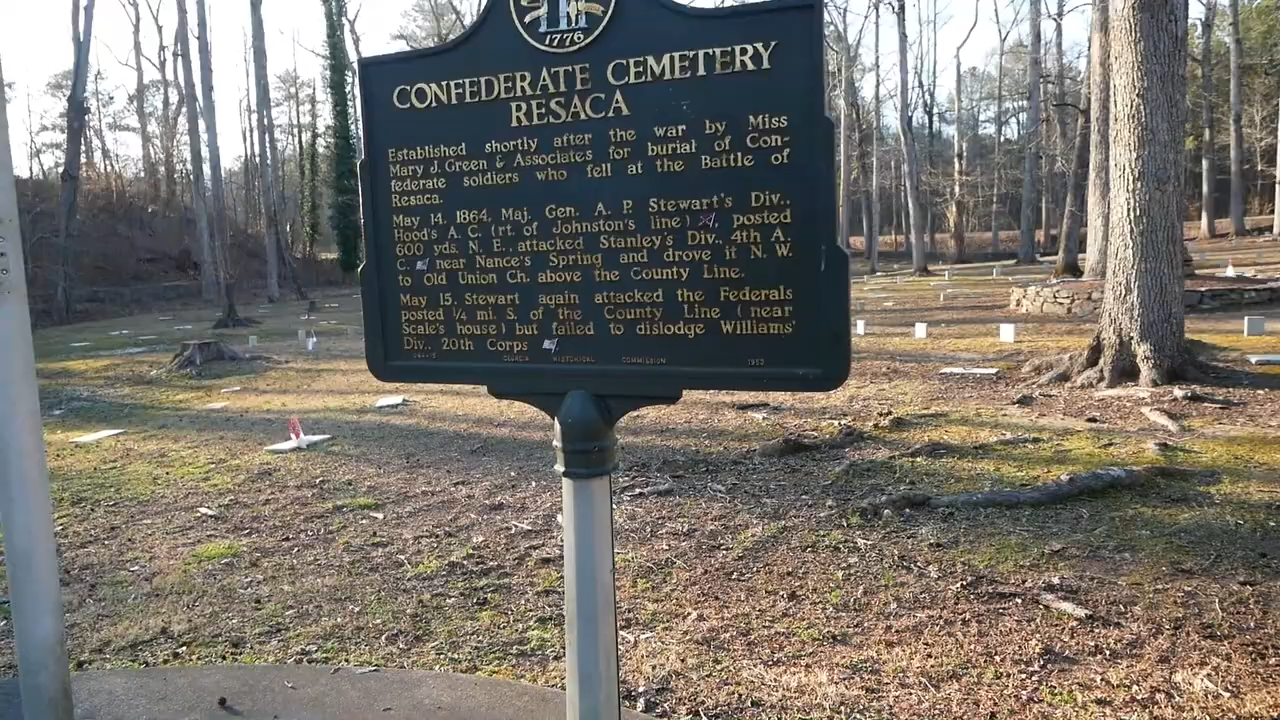 1776
CONFEDERATE CEMETERY
RESACA
Established shortly after the war by Miss
Mary J. Green & Associates for burial of Con-
federate soldiers who fell at the Battle of
Resaca.
May 14, 1864, Maj. Gen. A. P. Stewart's Div.,
Hood's A. C. (rt. of Johnston's line) , posted
600 yds. N. E., attacked Stanley's Div., 4th A.
C. near Nance's Spring and drove it N. W.
to Old Union Ch. above the County Line.
May 15, Stewart again attacked the Federals
posted 1/4 mi. S. of the County Line (near
Scale's house) but failed to dislodge Williams'
Div., 20th Corps
GEORGIA HISTORICAL COMMISSION 1953